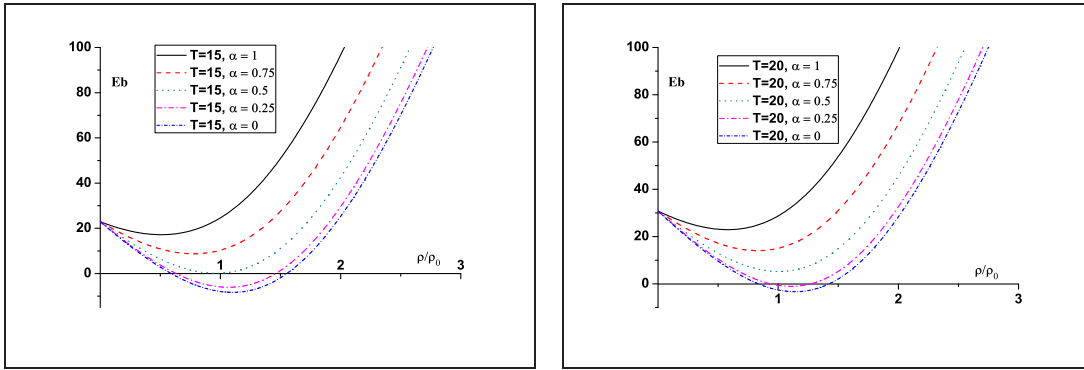 100
80
60
40
20
0
Eb
T=15, α = 1
T=15, α = 0.75
T=15, α = 0.5
T=15, α = 0.25
T=15, α = 0
1
2
3
ρ/ρ₀
100
80
60
40
20
0
Eb
T=20, α = 1
T=20, α = 0.75
T=20, α = 0.5
T=20, α = 0.25
T=20, α = 0
1
2
3
ρ/ρ₀